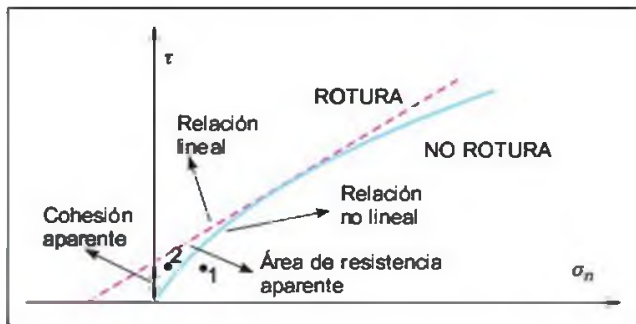 τ
ROTURA
Relación
lineal
NO ROTURA
Relación
no lineal
Cohesión
aparente
2
1
Área de resistencia
aparente
σn